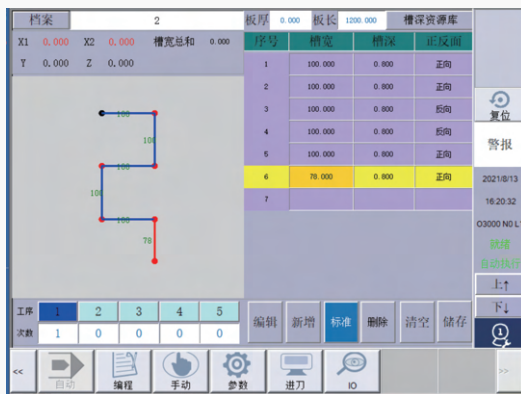 档案 2 板厚 0.000 板长 1200.000 槽深资源库
X1 0.000 X2 0.000 槽宽总和 0.000
Y 0.000 Z 0.000
序号 槽宽 槽深 正反面
1 100.000 0.800 正向
2 100.000 0.800 正向
3 100.000 0.800 反向
4 100.000 0.800 反向
5 100.000 0.800 正向
6 78.000 0.800 正向
7
100
100
100
100
100
78
复位
警报
2021/8/13
16:20:32
O3000 N0 L1
就绪
自动执行
上↑
下↓
工序 1 2 3 4 5
次数 1 0 0 0 0
编辑 新增 标准 删除 清空 储存
<< 自动 编程 手动 参数 进刀 IO >>